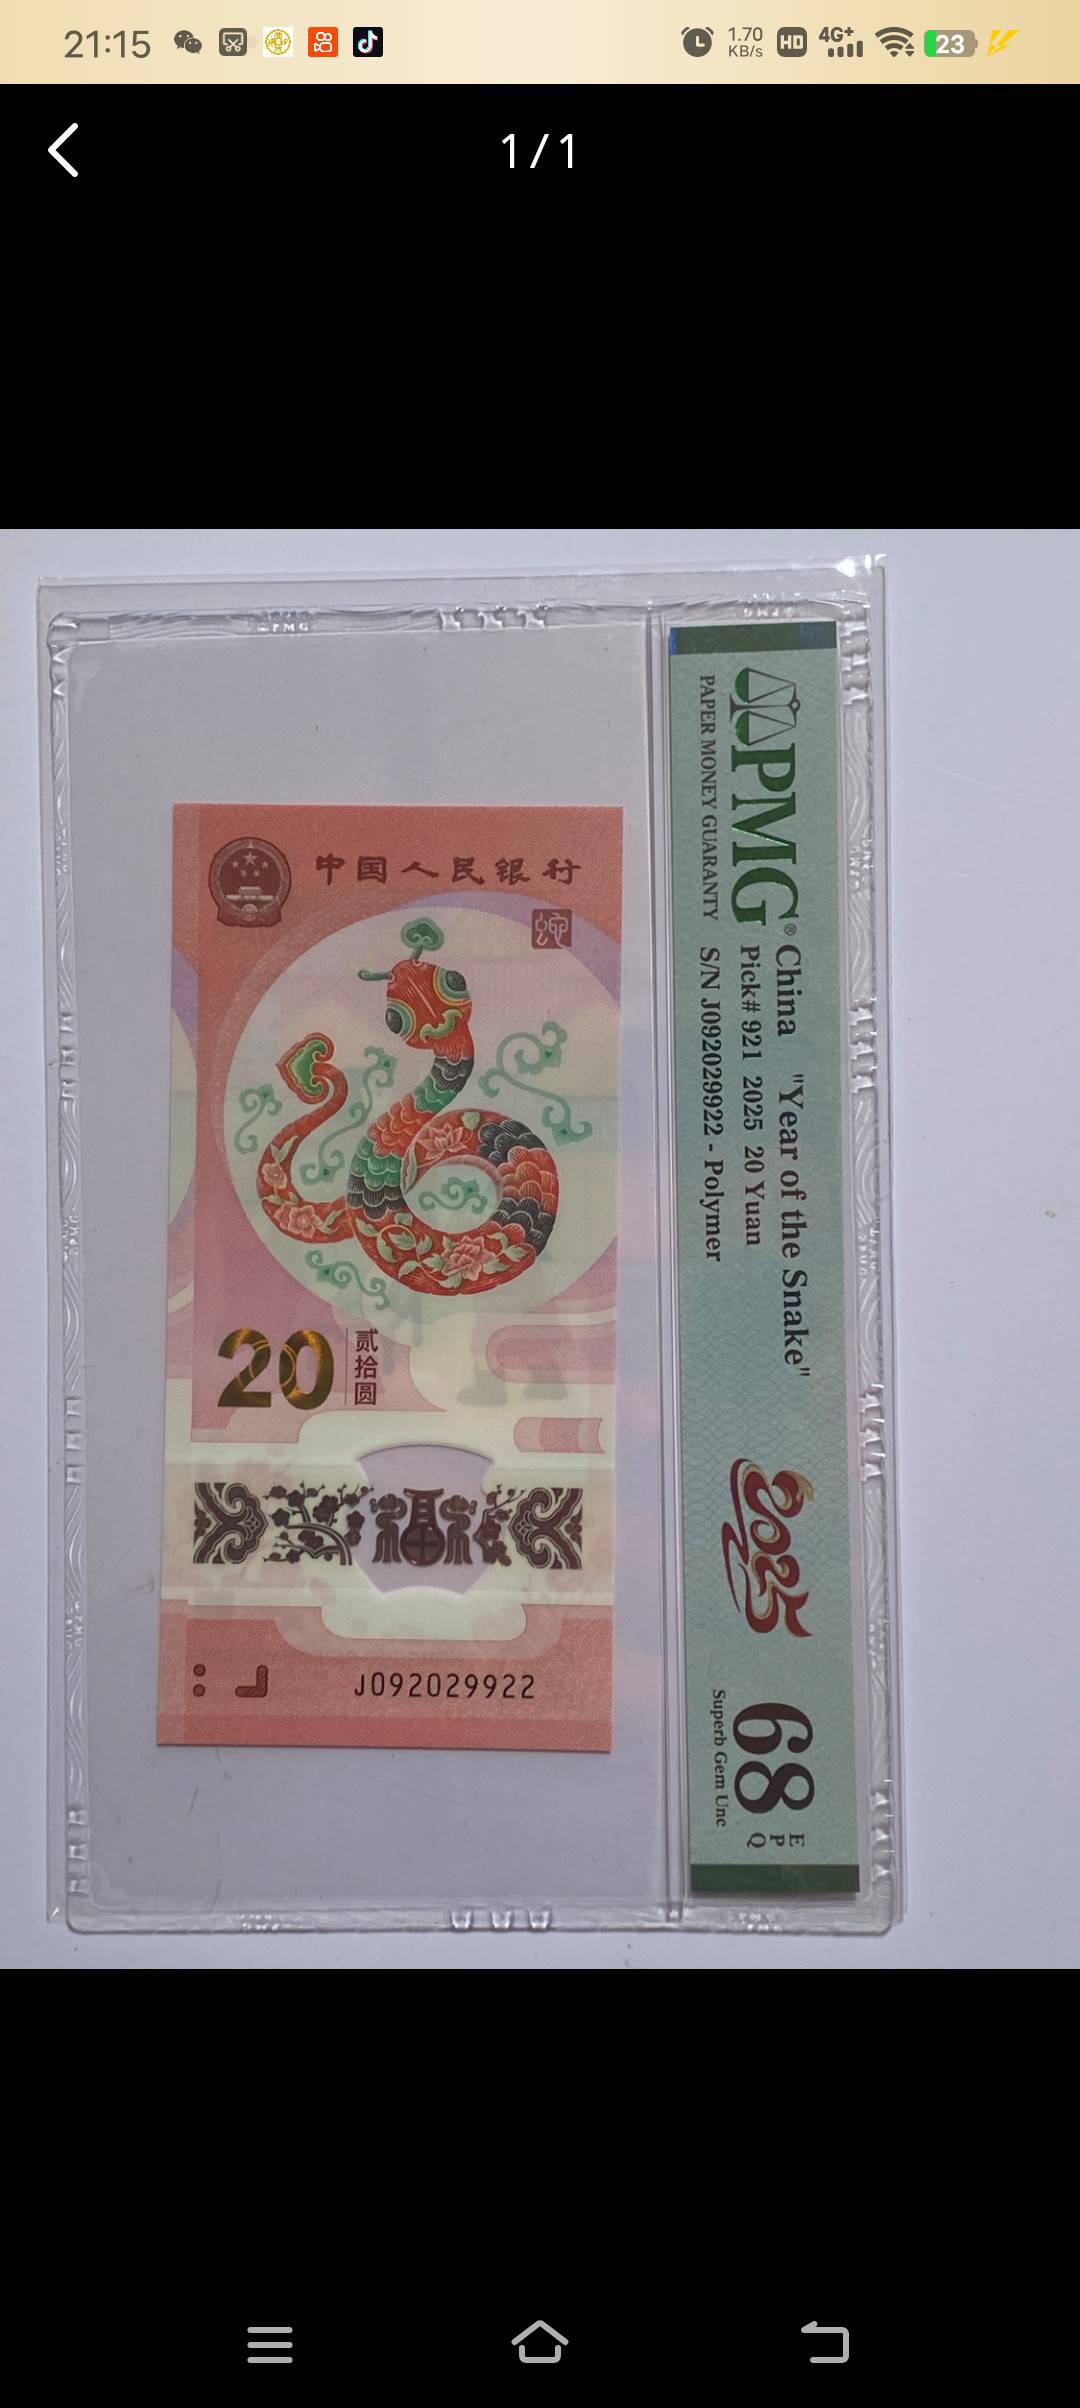 21:15
1.70 KB/s
HD
4G+
23
1/1
中国人民银行
20
贰拾圆
福
J092029922
PMG®
PAPER MONEY GUARANTY
China "Year of the Snake"
Pick# 921 2025 20 Yuan
S/N J092029922 - Polymer
2025
68
EPQ
Superb Gem Unc